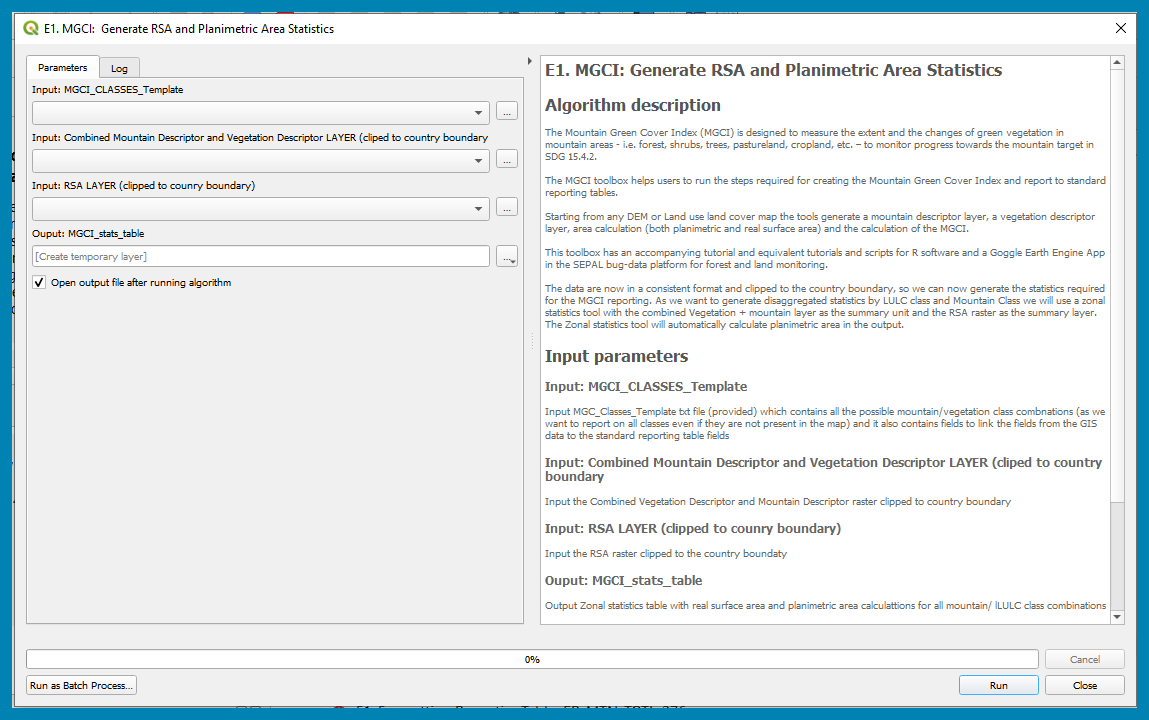 E1. MGCI: Generate RSA and Planimetric Area Statistics
Parameters
Log
Input: MGCI_CLASSES_Template
...
Input: Combined Mountain Descriptor and Vegetation Descriptor LAYER (cliped to country boundary
...
Input: RSA LAYER (clipped to counry boundary)
...
Ouput: MGCI_stats_table
[Create temporary layer]
...
Open output file after running algorithm
E1. MGCI: Generate RSA and Planimetric Area Statistics
Algorithm description
The Mountain Green Cover Index (MGCI) is designed to measure the extent and the changes of green vegetation in
mountain areas - i.e. forest, shrubs, trees, pastureland, cropland, etc. – to monitor progress towards the mountain target in
SDG 15.4.2.
The MGCI toolbox helps users to run the steps required for creating the Mountain Green Cover Index and report to standard
reporting tables.
Starting from any DEM or Land use land cover map the tools generate a mountain descriptor layer, a vegetation descriptor
layer, area calculation (both planimetric and real surface area) and the calculation of the MGCI.
This toolbox has an accompanying tutorial and equivalent tutorials and scripts for R software and a Goggle Earth Engine App
in the SEPAL bug-data platform for forest and land monitoring.
The data are now in a consistent format and clipped to the country boundary, so we can now generate the statistics required
for the MGCI reporting. As we want to generate disaggregated statistics by LULC class and Mountain Class we will use a zonal
statistics tool with the combined Vegetation + mountain layer as the summary unit and the RSA raster as the summary layer.
The Zonal statistics tool will automatically calculate planimetric area in the output.
Input parameters
Input: MGCI_CLASSES_Template
Input MGC_Classes_Template txt file (provided) which contains all the possible mountain/vegetation class combnations (as we
want to report on all classes even if they are not present in the map) and it also contains fields to link the fields from the GIS
data to the standard reporting table fields
Input: Combined Mountain Descriptor and Vegetation Descriptor LAYER (cliped to country
boundary
Input the Combined Vegetation Descriptor and Mountain Descriptor raster clipped to country boundary
Input: RSA LAYER (clipped to counry boundary)
Input the RSA raster clipped to the country boundaty
Ouput: MGCI_stats_table
Output Zonal statistics table with real surface area and planimetric area calculattions for all mountain/ lLULC class combinations
0%
Cancel
Run as Batch Process...
Run
Close